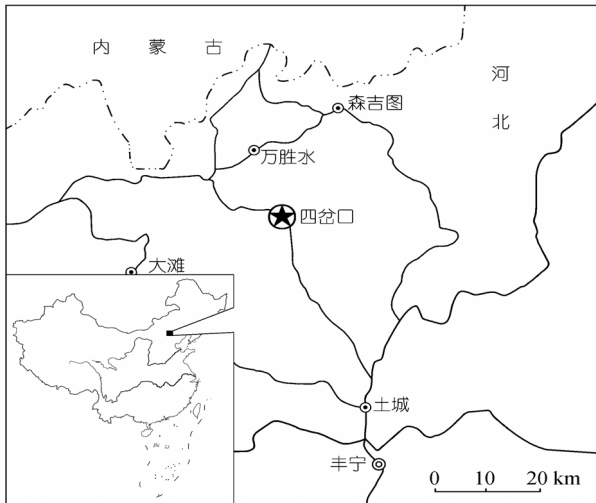 内蒙古
河北
森吉图
万胜水
四岔口
大滩
土城
丰宁
0 10 20 km